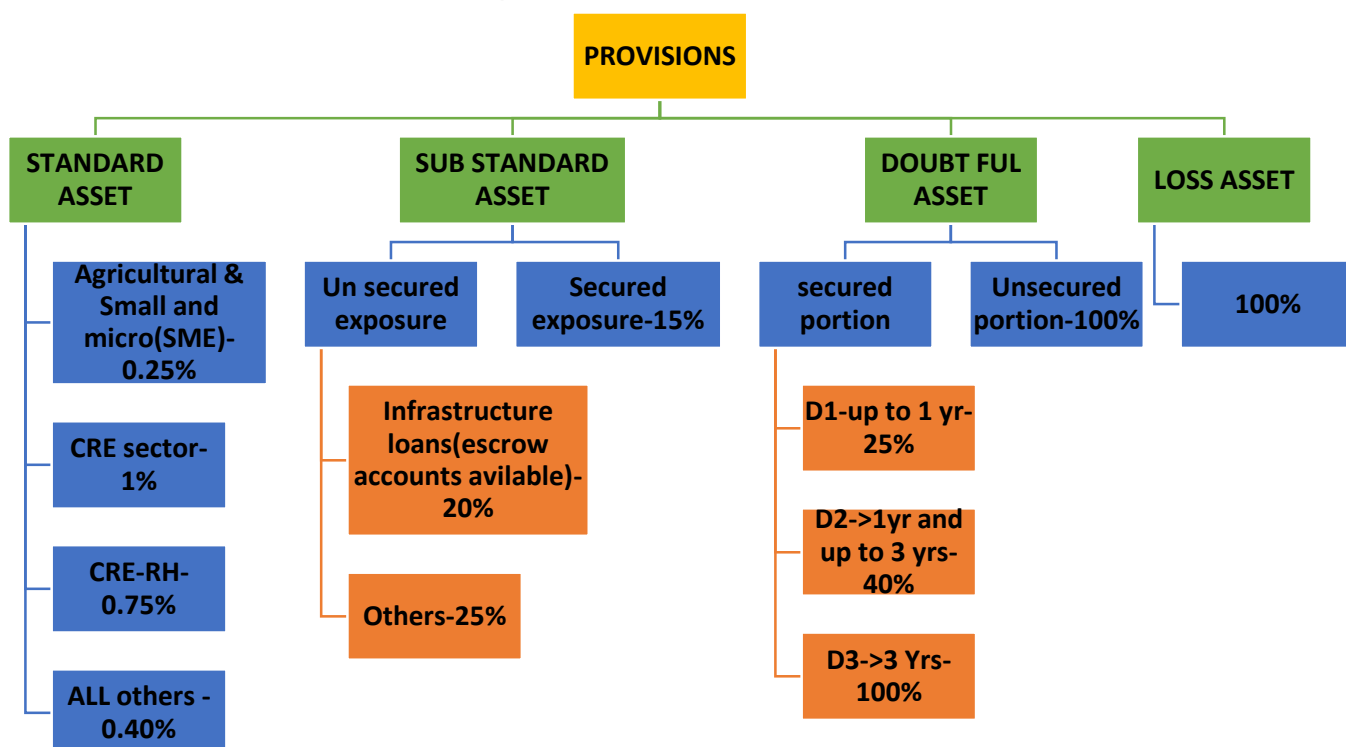 PROVISIONS
STANDARD
ASSET
SUB STANDARD
ASSET
DOUBT FUL
ASSET
LOSS ASSET
Agricultural &
Small and
micro(SME)-
0.25%
CRE sector-
1%
CRE-RH-
0.75%
ALL others -
0.40%
Un secured
exposure
Secured
exposure-15%
Infrastructure
loans(escrow
accounts avilable)-
20%
Others-25%
secured
portion
Unsecured
portion-100%
D1-up to 1 yr-
25%
D2->1yr and
up to 3 yrs-
40%
D3->3 Yrs-
100%
100%